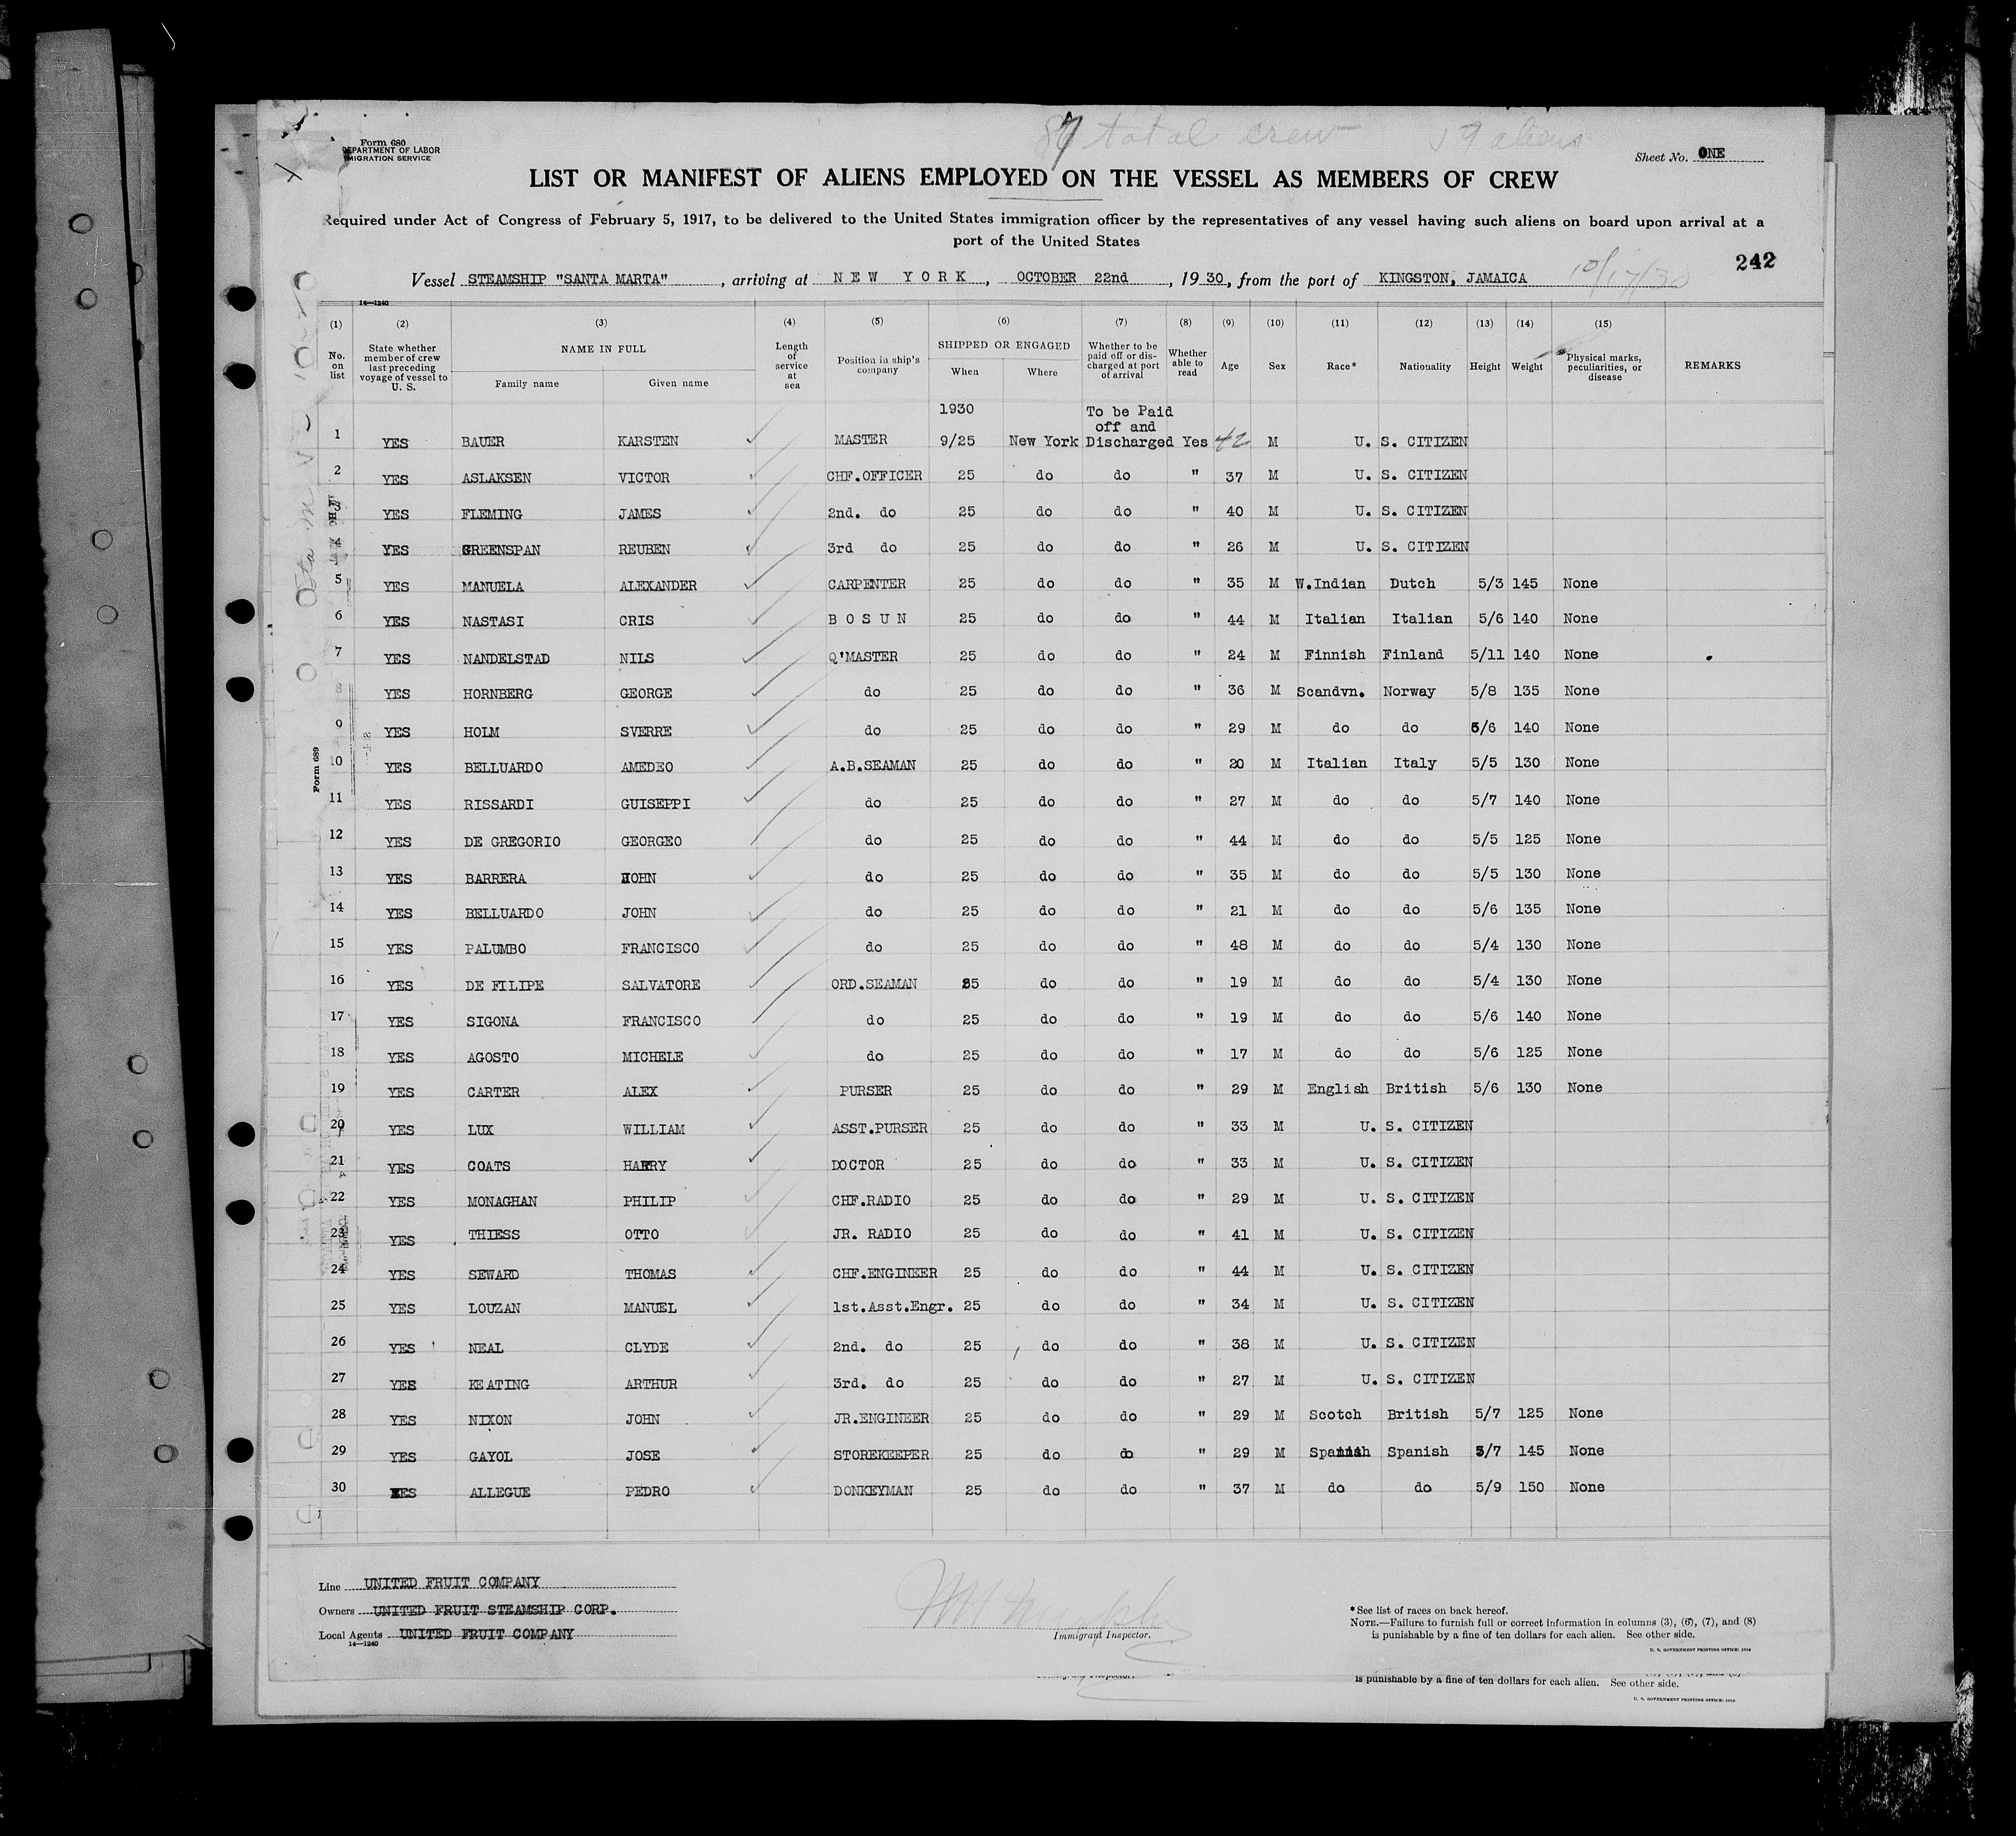 total crew
aliens
Form 680
DEPARTMENT OF LABOR
IMMIGRATION SERVICE
Sheet No. ONE
LIST OR MANIFEST OF ALIENS EMPLOYED ON THE VESSEL AS MEMBERS OF CREW
Required under Act of Congress of February 5, 1917, to be delivered to the United States immigration officer by the representatives of any vessel having such aliens on board upon arrival at a
port of the United States
242
Vessel STEAMSHIP "SANTA MARTA", arriving at NEW YORK, OCTOBER 22nd, 1930, from the port of KINGSTON, JAMAICA 10/17/30
14—1240
(1) (2) (3) (4) (5) (6) (7) (8) (9) (10) (11) (12) (13) (14) (15)
No. on list State whether member of crew last preceding voyage of vessel to U. S. NAME IN FULL Family name Given name Length of service at sea Position in ship's company SHIPPED OR ENGAGED When Where Whether to be paid off or discharged at port of arrival Whether able to read Age Sex Race* Nationality Height Weight Physical marks, peculiarities, or disease REMARKS
1930 To be Paid
off and
1 YES BAUER KARSTEN MASTER 9/25 New York Discharged Yes 42 M U. S. CITIZEN
2 YES ASLAKSEN VICTOR CHF.OFFICER 25 do do " 37 M U. S. CITIZEN
3 YES FLEMING JAMES 2nd. do 25 do do " 40 M U. S. CITIZEN
4 YES GREENSPAN REUBEN 3rd do 25 do do " 26 M U. S. CITIZEN
5 YES MANUELA ALEXANDER CARPENTER 25 do do " 35 M W.Indian Dutch 5/3 145 None
6 YES NASTASI CRIS B O S U N 25 do do " 44 M Italian Italian 5/6 140 None
7 YES NANDELSTAD NILS Q'MASTER 25 do do " 24 M Finnish Finland 5/11 140 None
8 YES HORNBERG GEORGE do 25 do do " 36 M Scandvn. Norway 5/8 135 None
9 YES HOLM SVERRE do 25 do do " 29 M do do 5/6 140 None
10 YES BELLUARDO AMEDEO A.B.SEAMAN 25 do do " 20 M Italian Italy 5/5 130 None
11 YES RISSARDI GUISEPPI do 25 do do " 27 M do do 5/7 140 None
12 YES DE GREGORIO GEORGEO do 25 do do " 44 M do do 5/5 125 None
13 YES BARRERA JOHN do 25 do do " 35 M do do 5/5 130 None
14 YES BELLUARDO JOHN do 25 do do " 21 M do do 5/6 135 None
15 YES PALUMBO FRANCISCO do 25 do do " 48 M do do 5/4 130 None
16 YES DE FILIPE SALVATORE ORD.SEAMAN 25 do do " 19 M do do 5/4 130 None
17 YES SIGONA FRANCISCO do 25 do do " 19 M do do 5/6 140 None
18 YES AGOSTO MICHELE do 25 do do " 17 M do do 5/6 125 None
19 YES CARTER ALEX PURSER 25 do do " 29 M English British 5/6 130 None
20 YES LUX WILLIAM ASST.PURSER 25 do do " 33 M U. S. CITIZEN
21 YES COATS HARRY DOCTOR 25 do do " 33 M U. S. CITIZEN
22 YES MONAGHAN PHILIP CHF.RADIO 25 do do " 29 M U. S. CITIZEN
23 YES THIESS OTTO JR. RADIO 25 do do " 41 M U. S. CITIZEN
24 YES SEWARD THOMAS CHF.ENGINEER 25 do do " 44 M U. S. CITIZEN
25 YES LOUZAN MANUEL 1st.Asst.Engr. 25 do do " 34 M U. S. CITIZEN
26 YES NEAL CLYDE 2nd. do 25 do do " 38 M U. S. CITIZEN
27 YES KEATING ARTHUR 3rd. do 25 do do " 27 M U. S. CITIZEN
28 YES NIXON JOHN JR.ENGINEER 25 do do " 29 M Scotch British 5/7 125 None
29 YES GAYOL JOSE STOREKEEPER 25 do do " 29 M Spanish Spanish 5/7 145 None
30 YES ALLEGUE PEDRO DONKEYMAN 25 do do " 37 M do do 5/9 150 None
Form 689
Line UNITED FRUIT COMPANY
Owners UNITED FRUIT STEAMSHIP CORP.
Local Agents UNITED FRUIT COMPANY
14—1240
Immigrant Inspector.
*See list of races on back hereof.
NOTE.—Failure to furnish full or correct information in columns (3), (6), (7), and (8)
is punishable by a fine of ten dollars for each alien. See other side.
U. S. GOVERNMENT PRINTING OFFICE:
is punishable by a fine of ten dollars for each alien. See other side.
U. S. GOVERNMENT PRINTING OFFICE: